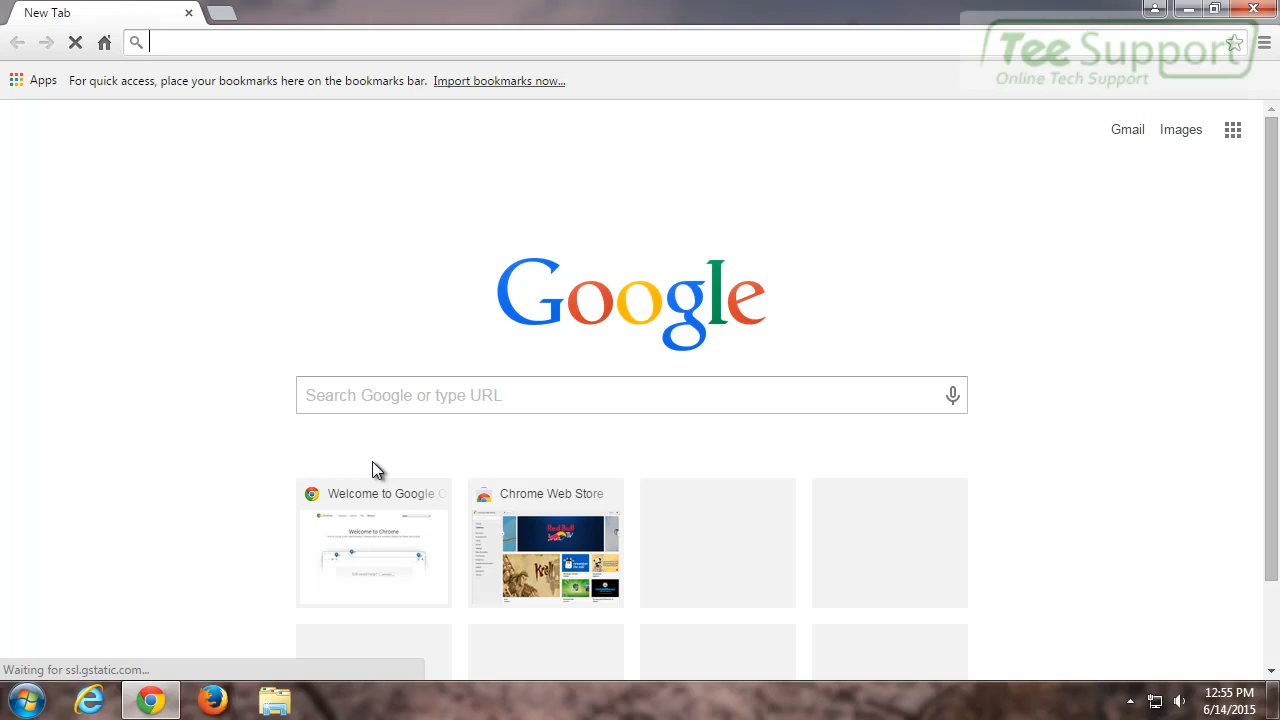 New Tab
Tee Support
Online Tech Support
Apps
For quick access, place your bookmarks here on the bookmarks bar. Import bookmarks now...
Gmail Images
Google
Search Google or type URL
Welcome to Google C
Chrome Web Store
Welcome to Chrome
Red Bull
Waiting for ssl.gstatic.com...
12:55 PM
6/14/2015